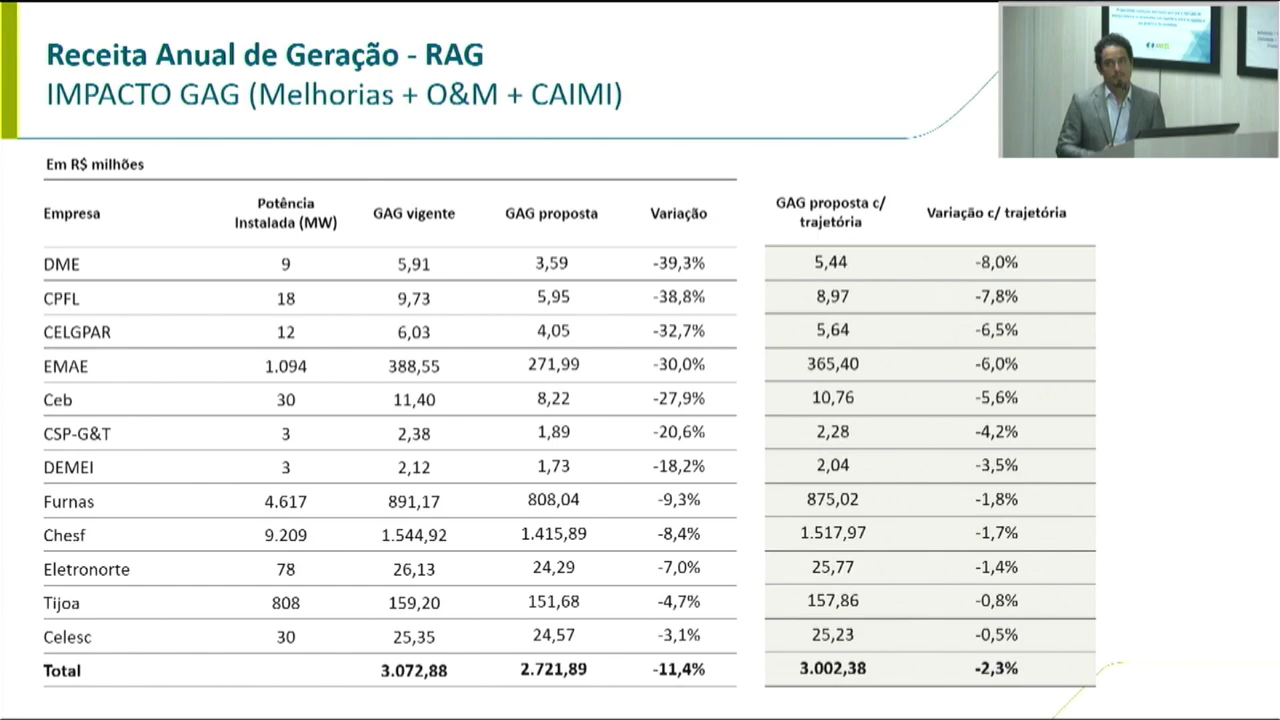 Receita Anual de Geração - RAG
IMPACTO GAG (Melhorias + O&M + CAIMI)
Em R$ milhões
Empresa Potência Instalada (MW) GAG vigente GAG proposta Variação GAG proposta c/ trajetória Variação c/ trajetória
DME 9 5,91 3,59 -39,3% 5,44 -8,0%
CPFL 18 9,73 5,95 -38,8% 8,97 -7,8%
CELGPAR 12 6,03 4,05 -32,7% 5,64 -6,5%
EMAE 1.094 388,55 271,99 -30,0% 365,40 -6,0%
Ceb 30 11,40 8,22 -27,9% 10,76 -5,6%
CSP-G&T 3 2,38 1,89 -20,6% 2,28 -4,2%
DEMEI 3 2,12 1,73 -18,2% 2,04 -3,5%
Furnas 4.617 891,17 808,04 -9,3% 875,02 -1,8%
Chesf 9.209 1.544,92 1.415,89 -8,4% 1.517,97 -1,7%
Eletronorte 78 26,13 24,29 -7,0% 25,77 -1,4%
Tijoa 808 159,20 151,68 -4,7% 157,86 -0,8%
Celesc 30 25,35 24,57 -3,1% 25,23 -0,5%
Total 3.072,88 2.721,89 -11,4% 3.002,38 -2,3%